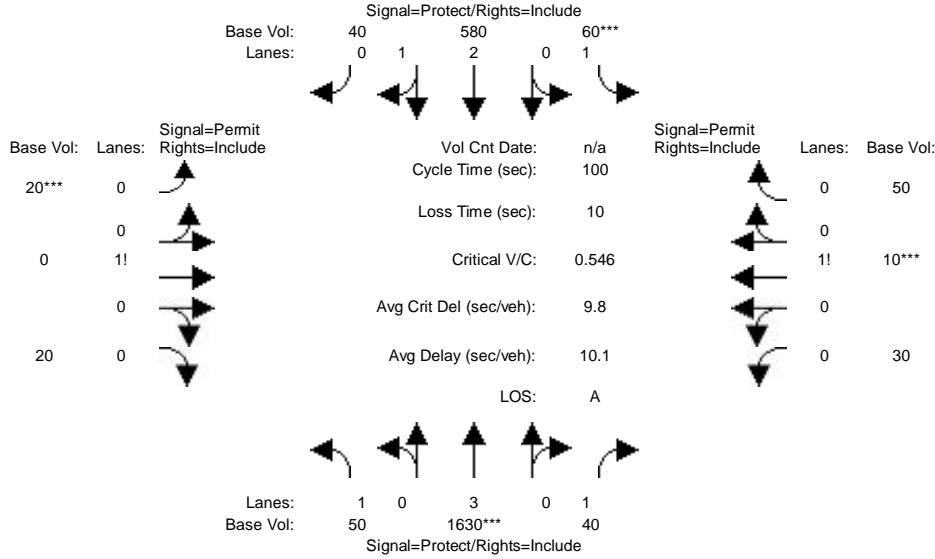 Signal=Protect/Rights=Include
Base Vol: 40 580 60***
Lanes: 0 1 2 0 1
Signal=Permit Signal=Permit
Base Vol: Lanes: Rights=Include Vol Cnt Date: n/a Rights=Include Lanes: Base Vol:
Cycle Time (sec): 100
20*** 0 0 50
Loss Time (sec): 10
0 0
0 1! Critical V/C: 0.546 1! 10***
0 Avg Crit Del (sec/veh): 9.8 0
20 0 Avg Delay (sec/veh): 10.1 0 30
LOS: A
Lanes: 1 0 3 0 1
Base Vol: 50 1630*** 40
Signal=Protect/Rights=Include